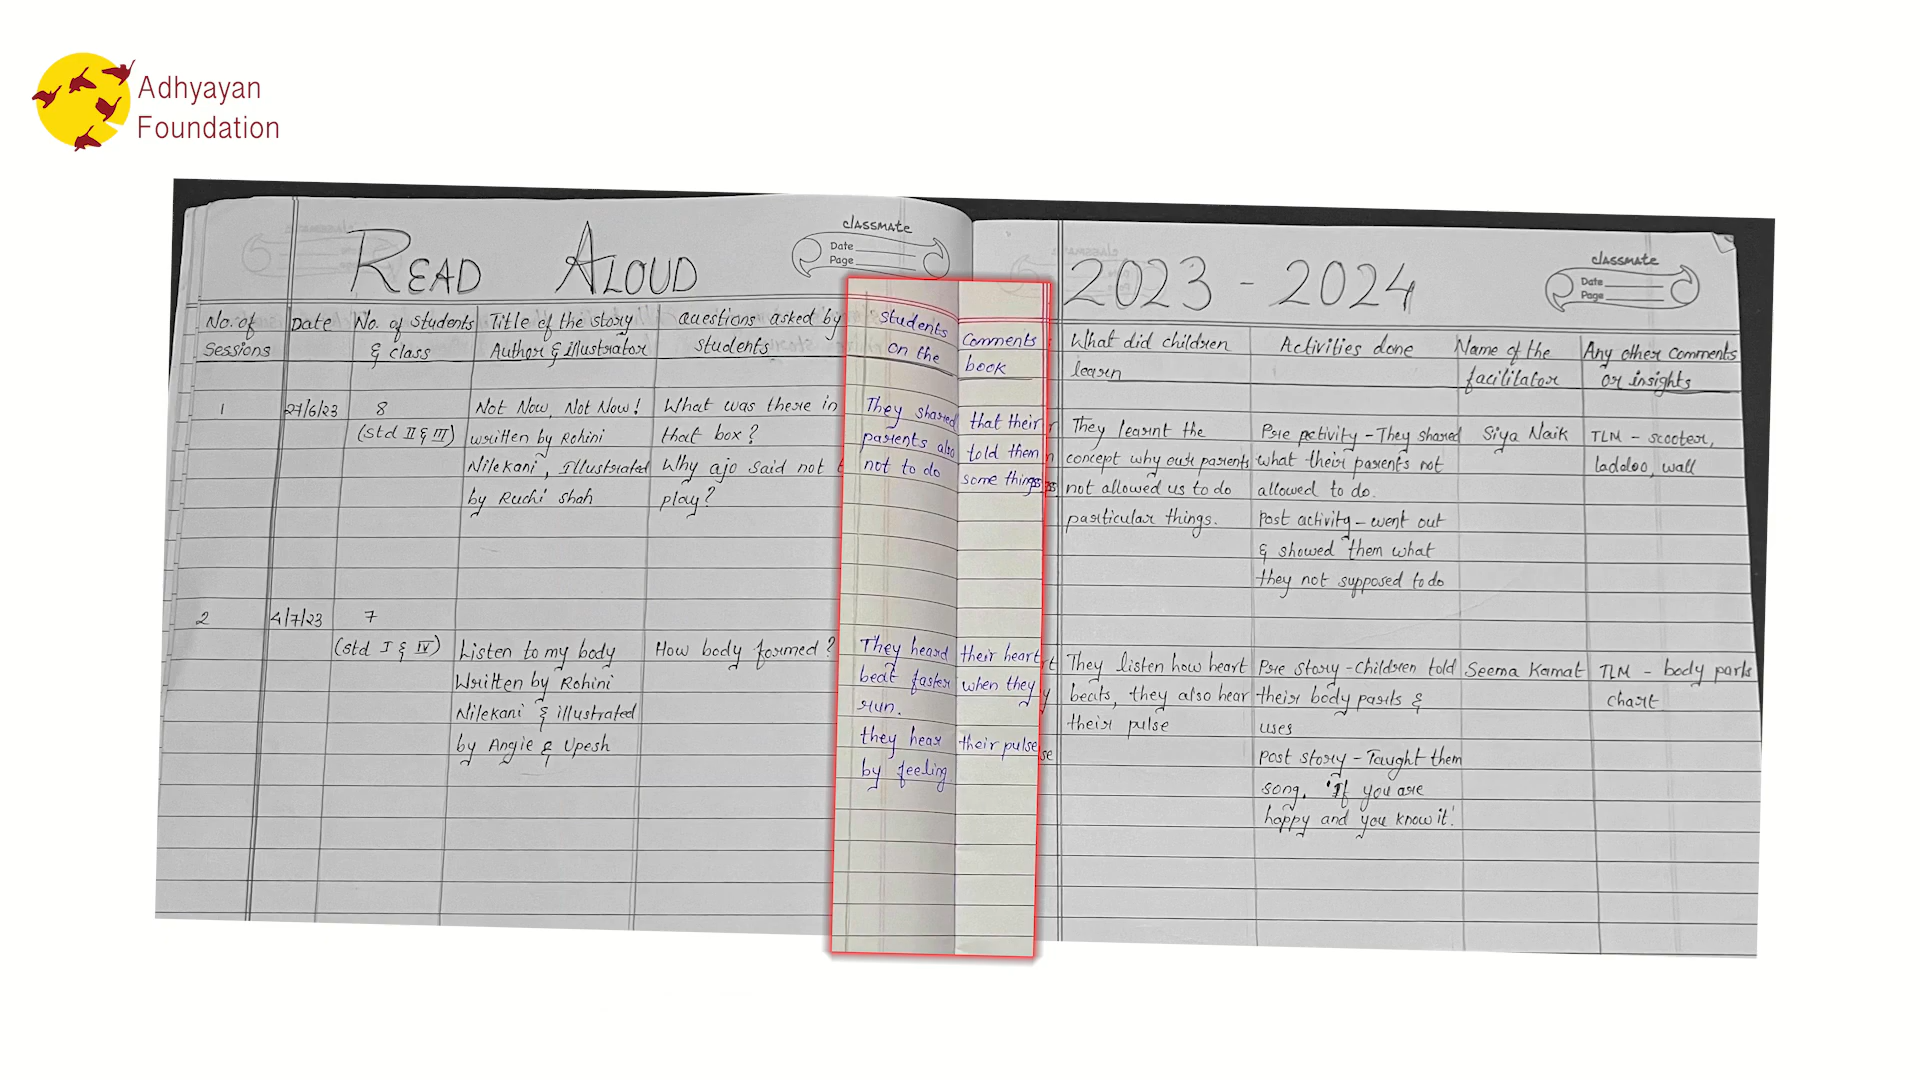 Adhyayan
Foundation
READ ALOUD
classmate
Date
Page
2023 - 2024
classmate
Date
Page
No. of
Sessions
Date
No. of students
& class
Title of the story
Author & illustrator
Questions asked by
students
Students Comments
on the book
What did children
learn
Activities done
Name of the
facilitator
Any other comments
or insights
1
27/6/23
8
(Std II & III)
Not Now, Not Now!
written by Rohini
Nilekani, Illustrated
by Ruchi Shah
What was there in
that box?
Why ajo said not t
play?
They shared that their
parents also told them
not to do some things
They learnt the
concept why our parents
not allowed us to do
particular things.
Pre activity - They shared
what their parents not
allowed to do.
Post activity - went out
& showed them what
they not supposed to do
Siya Naik
TLM - scooter,
laddoo, wall
2
4/7/23
7
(std I & IV)
Listen to my body
Written by Rohini
Nilekani & illustrated
by Angie & Upesh
How body formed?
They heard their heart
beat faster when they
run.
they hear their pulse
by feeling
They listen how heart
beats, they also hear
their pulse
Pre story - Children told
their body parts &
uses
post story - Taught them
song. 'If you are
happy and you know it'.
Seema Kamat
TLM - body parts
chart